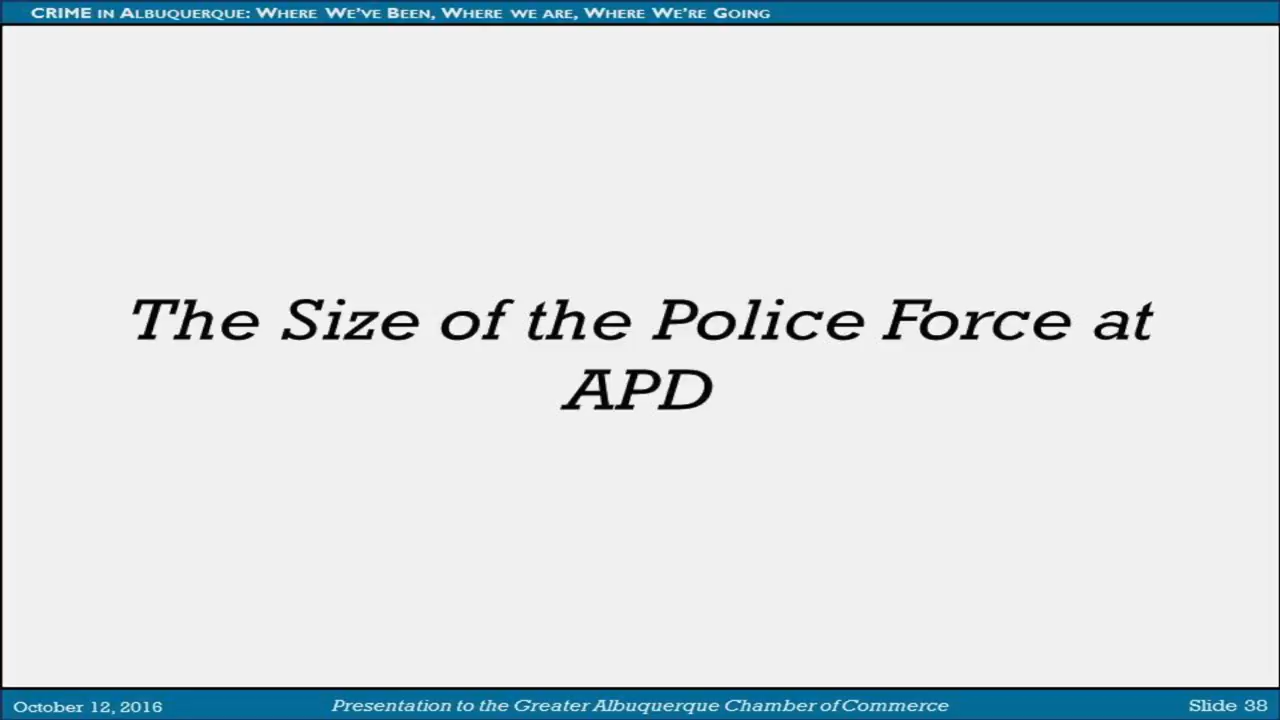 CRIME IN ALBUQUERQUE: WHERE WE'VE BEEN, WHERE WE ARE, WHERE WE'RE GOING
The Size of the Police Force at
APD
October 12, 2016
Presentation to the Greater Albuquerque Chamber of Commerce
Slide 38